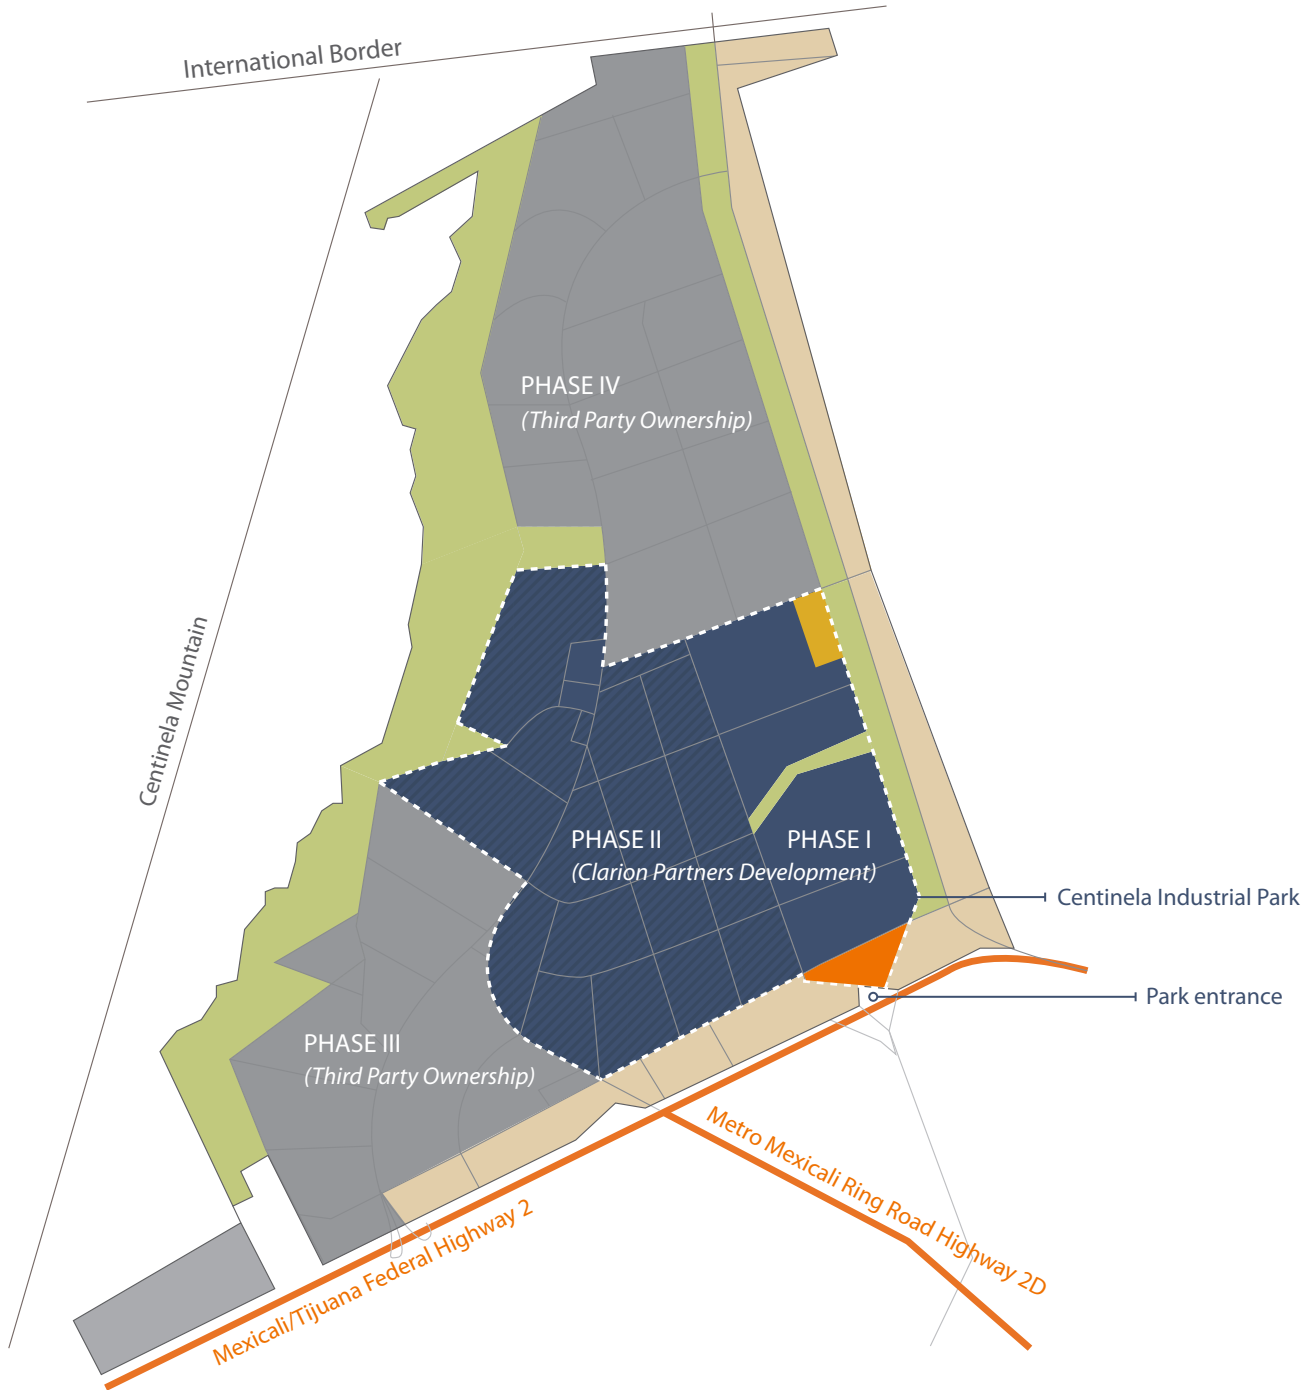 International Border
Centinela Mountain
PHASE IV
(Third Party Ownership)
PHASE II
PHASE I
(Clarion Partners Development)
Centinela Industrial Park
Park entrance
PHASE III
(Third Party Ownership)
Metro Mexicali Ring Road Highway 2D
Mexicali/Tijuana Federal Highway 2